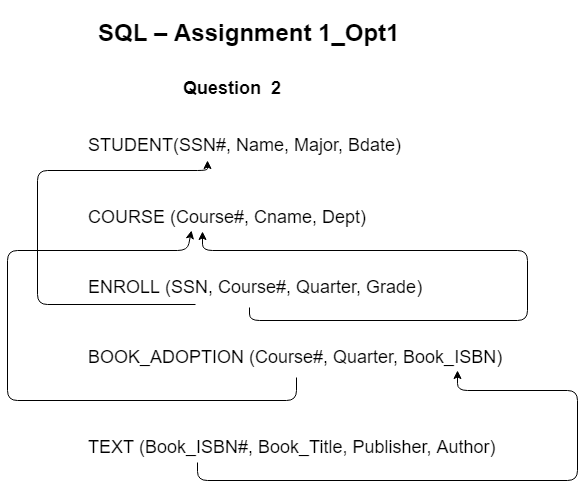 SQL – Assignment 1_Opt1
Question 2
STUDENT(SSN#, Name, Major, Bdate)
COURSE (Course#, Cname, Dept)
ENROLL (SSN, Course#, Quarter, Grade)
BOOK_ADOPTION (Course#, Quarter, Book_ISBN)
TEXT (Book_ISBN#, Book_Title, Publisher, Author)